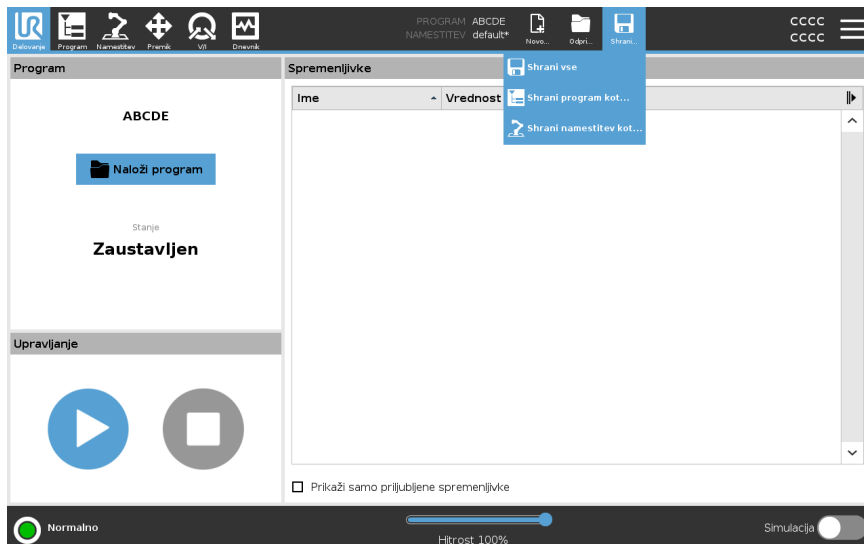 PROGRAM ABCDE
NAMESTITEV default*
Delovanje
Program
Namestitev
Premik
V/I
Dnevnik
Novo...
Odpri...
Shrani...
CCCC
CCCC
Shrani vse
Shrani program kot...
Shrani namestitev kot...
Program
ABCDE
Naloži program
Stanje
Zaustavljen
Upravljanje
Spremenljivke
Ime
Vrednost
Prikaži samo priljubljene spremenljivke
Normalno
Hitrost 100%
Simulacija